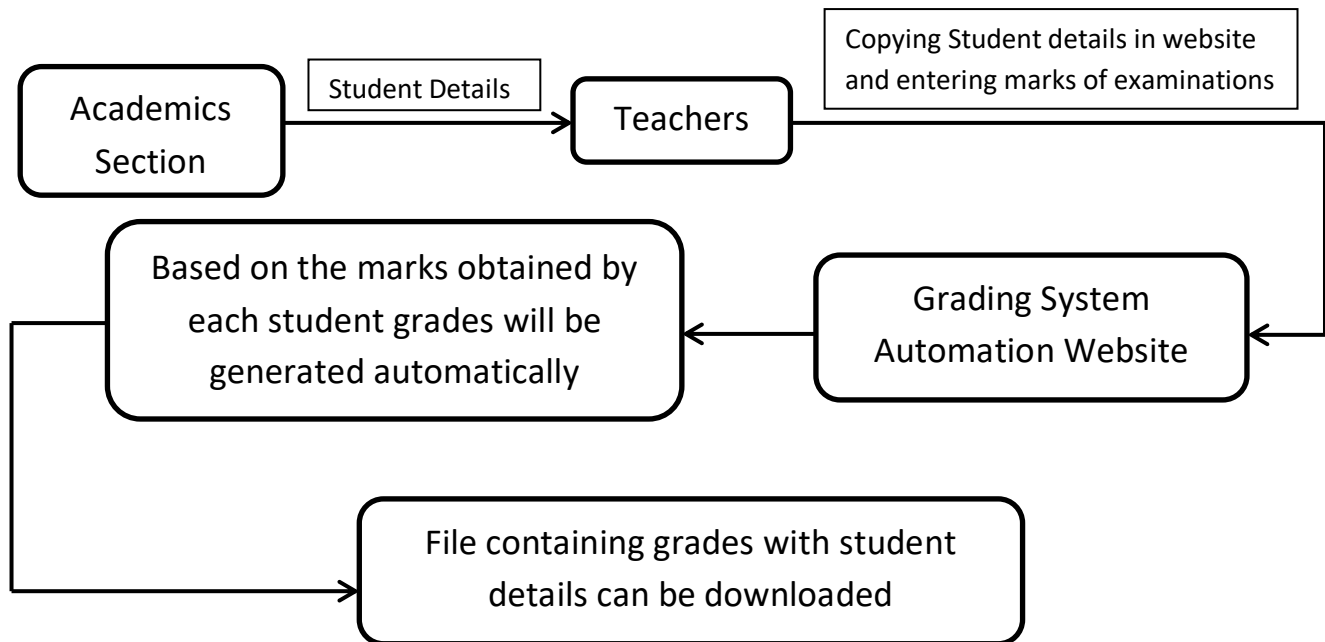 Academics
Section
Student Details
Teachers
Copying Student details in website
and entering marks of examinations
Grading System
Automation Website
Based on the marks obtained by
each student grades will be
generated automatically
File containing grades with student
details can be downloaded